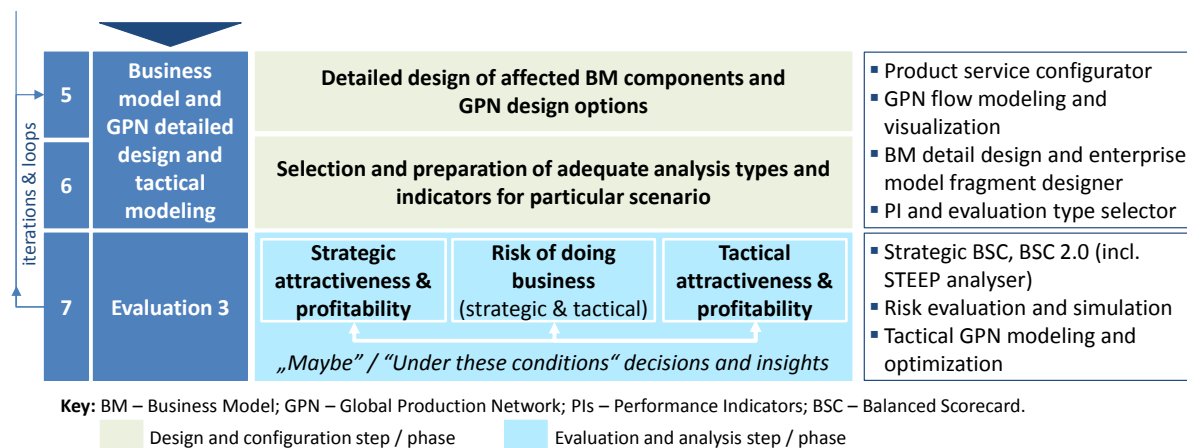 iterations & loops
5
6
7
Business
model and
GPN detailed
design and
tactical
modeling
Evaluation 3
Detailed design of affected BM components and
GPN design options
Selection and preparation of adequate analysis types and
indicators for particular scenario
Strategic
attractiveness &
profitability
Risk of doing
business
(strategic & tactical)
Tactical
attractiveness &
profitability
„Maybe” / “Under these conditions“ decisions and insights
▪ Product service configurator
▪ GPN flow modeling and
visualization
▪ BM detail design and enterprise
model fragment designer
▪ PI and evaluation type selector
▪ Strategic BSC, BSC 2.0 (incl.
STEEP analyser)
▪ Risk evaluation and simulation
▪ Tactical GPN modeling and
optimization
Key: BM – Business Model; GPN – Global Production Network; PIs – Performance Indicators; BSC – Balanced Scorecard.
Design and configuration step / phase
Evaluation and analysis step / phase